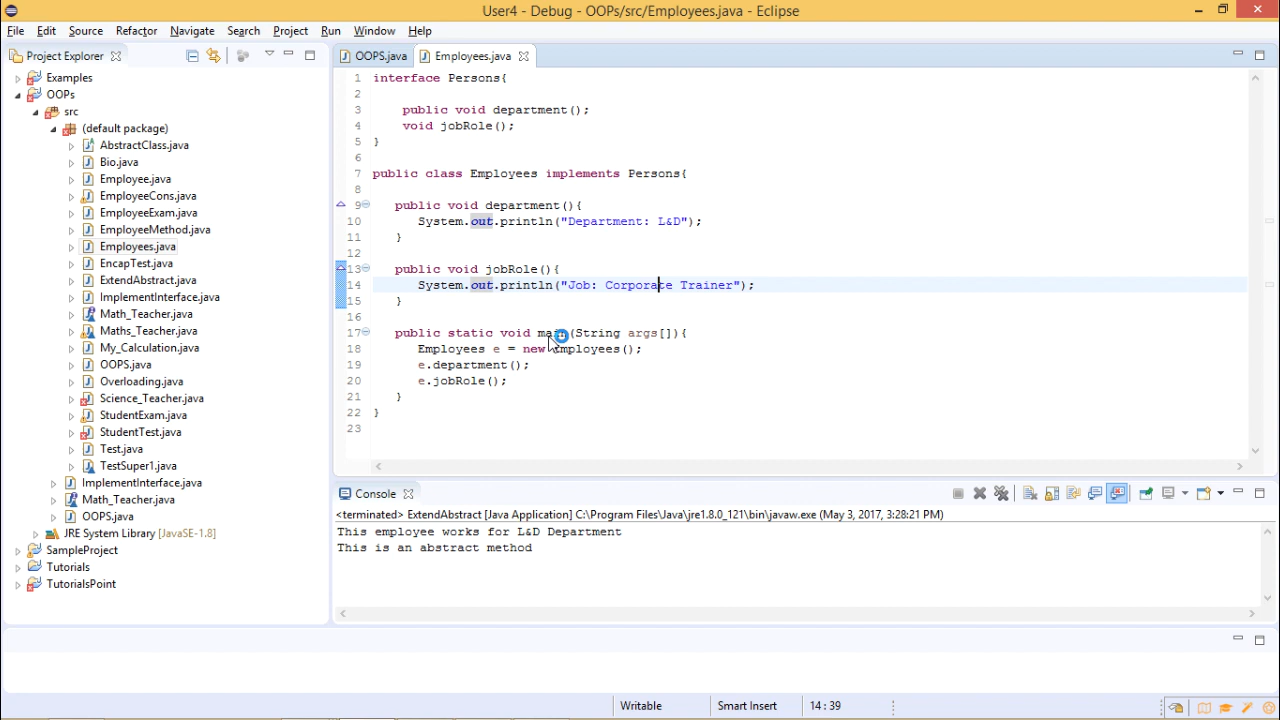 User4 - Debug - OOPs/src/Employees.java - Eclipse
File Edit Source Refactor Navigate Search Project Run Window Help
Project Explorer
Examples
OOPs
src
(default package)
AbstractClass.java
Bio.java
Employee.java
EmployeeCons.java
EmployeeExam.java
EmployeeMethod.java
Employees.java
EncapTest.java
ExtendAbstract.java
ImplementInterface.java
Math_Teacher.java
Maths_Teacher.java
My_Calculation.java
OOPS.java
Overloading.java
Science_Teacher.java
StudentExam.java
StudentTest.java
Test.java
TestSuper1.java
ImplementInterface.java
Math_Teacher.java
OOPS.java
JRE System Library [JavaSE-1.8]
SampleProject
Tutorials
TutorialsPoint
OOPS.java Employees.java
1 interface Persons{
2
3 public void department();
4 void jobRole();
5 }
6
7 public class Employees implements Persons{
8
9 public void department(){
10 System.out.println("Department: L&D");
11 }
12
13 public void jobRole(){
14 System.out.println("Job: Corporate Trainer");
15 }
16
17 public static void (String args[]){
18 Employees e = new Employees();
19 e.department();
20 e.jobRole();
21 }
22 }
23
Console
<terminated> ExtendAbstract [Java Application] C:\Program Files\Java\jre1.8.0_121\bin\javaw.exe (May 3, 2017, 3:28:21 PM)
This employee works for L&D Department
This is an abstract method
Writable Smart Insert 14 : 39